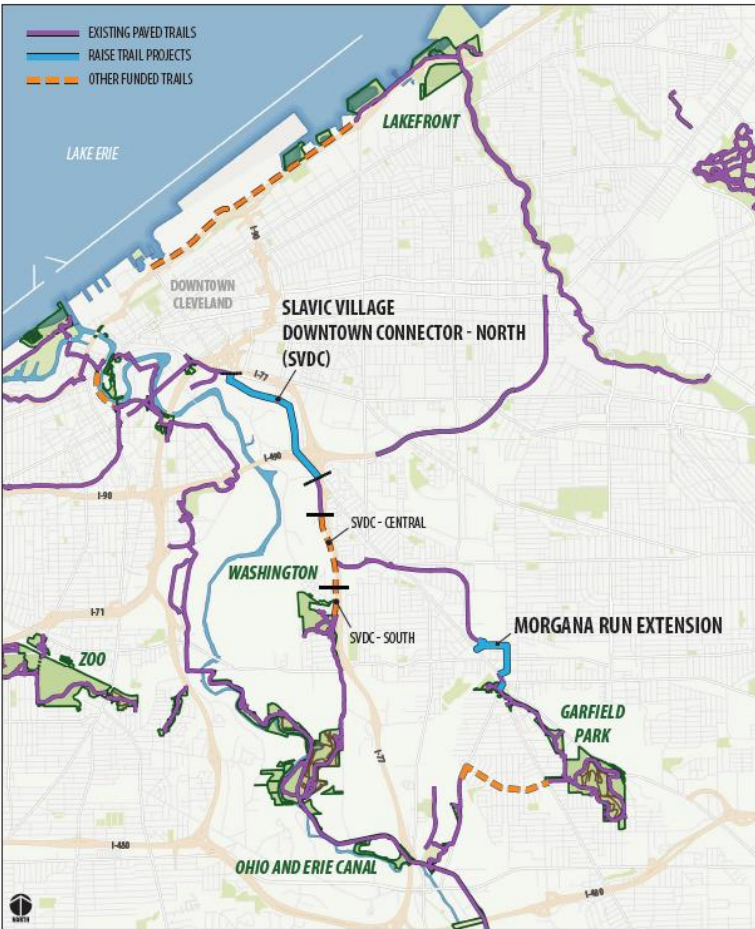 EXISTING PAVED TRAILS
RAISE TRAIL PROJECTS
OTHER FUNDED TRAILS
LAKEFRONT
LAKE ERIE
I-90
DOWNTOWN
CLEVELAND
SLAVIC VILLAGE
DOWNTOWN CONNECTOR - NORTH
(SVDC)
I-77
I-490
I-90
SVDC - CENTRAL
WASHINGTON
I-71
SVDC - SOUTH
MORGANA RUN EXTENSION
ZOO
GARFIELD
PARK
I-77
I-480
OHIO AND ERIE CANAL
I-480
NORTH